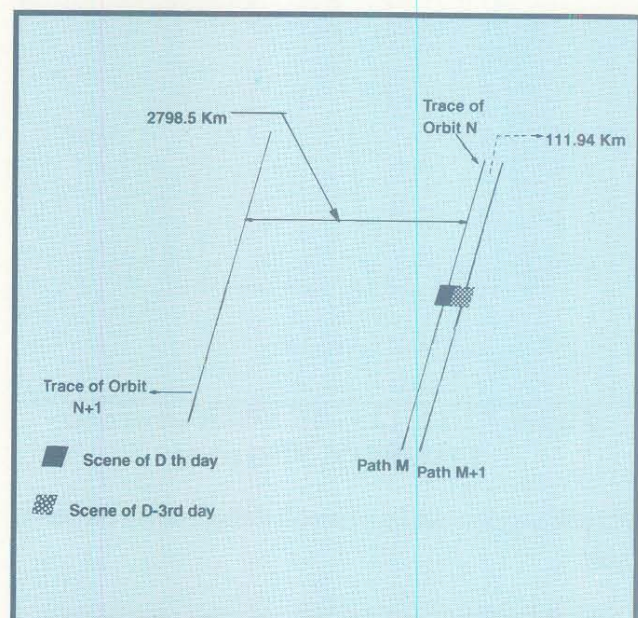 Trace of
Orbit N
2798.5 Km
111.94 Km
Trace of Orbit
N+1
Path M
Path M+1
Scene of D th day
Scene of D-3rd day